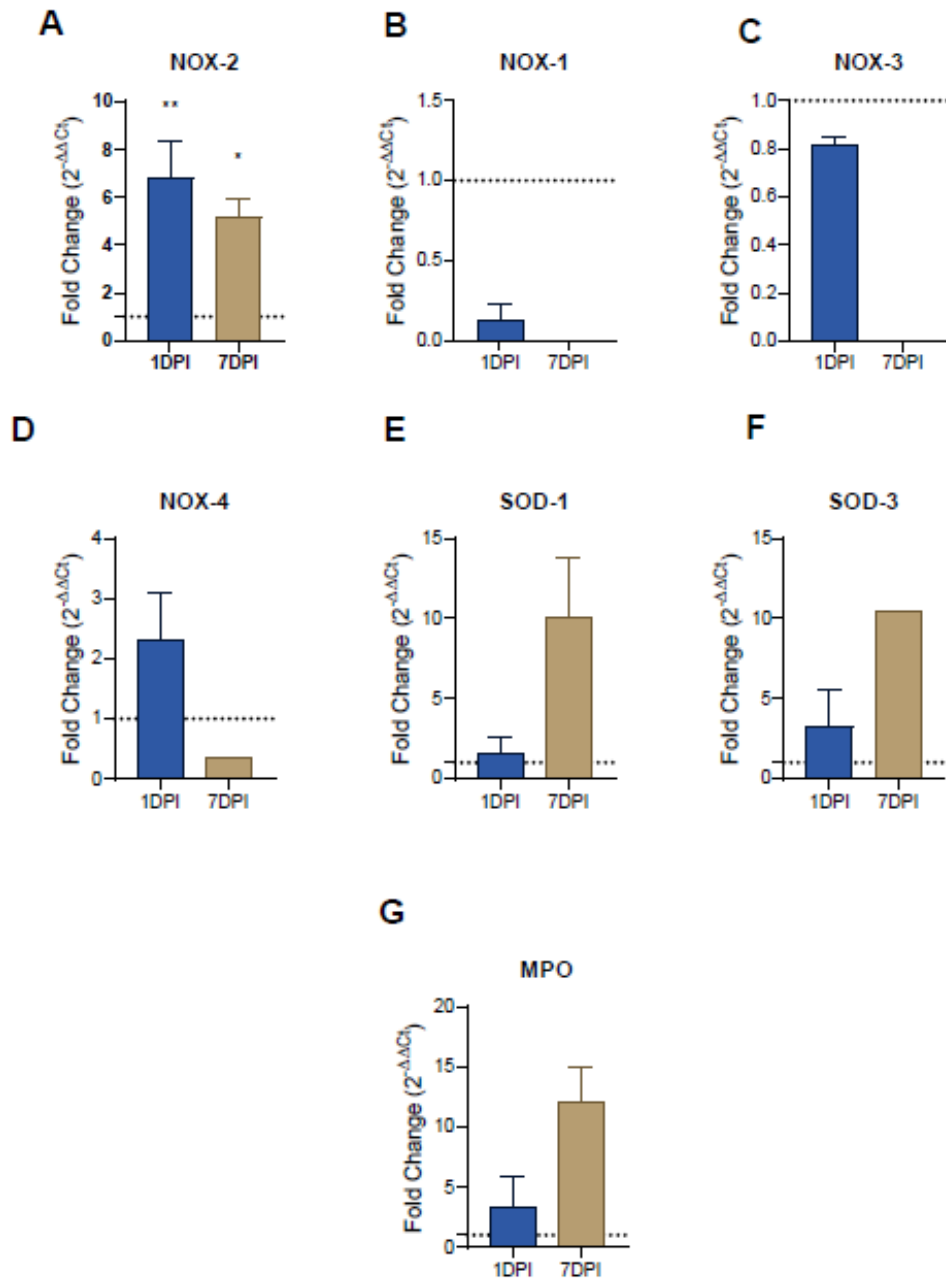 A
NOX-2
Fold Change (2-ΔΔCt)
10
8
6
4
2
1
0
**
*
1DPI 7DPI
B
NOX-1
Fold Change (2-ΔΔCt)
1.5
1.0
0.5
0.0
1DPI 7DPI
C
NOX-3
Fold Change (2-ΔΔCt)
1.0
0.8
0.6
0.4
0.2
0.0
1DPI 7DPI
D
NOX-4
Fold Change (2-ΔΔCt)
4
3
2
1
0
1DPI 7DPI
E
SOD-1
Fold Change (2-ΔΔCt)
15
10
5
1
0
1DPI 7DPI
F
SOD-3
Fold Change (2-ΔΔCt)
15
10
5
1
0
1DPI 7DPI
G
MPO
Fold Change (2-ΔΔCt)
20
15
10
5
1
0
1DPI 7DPI